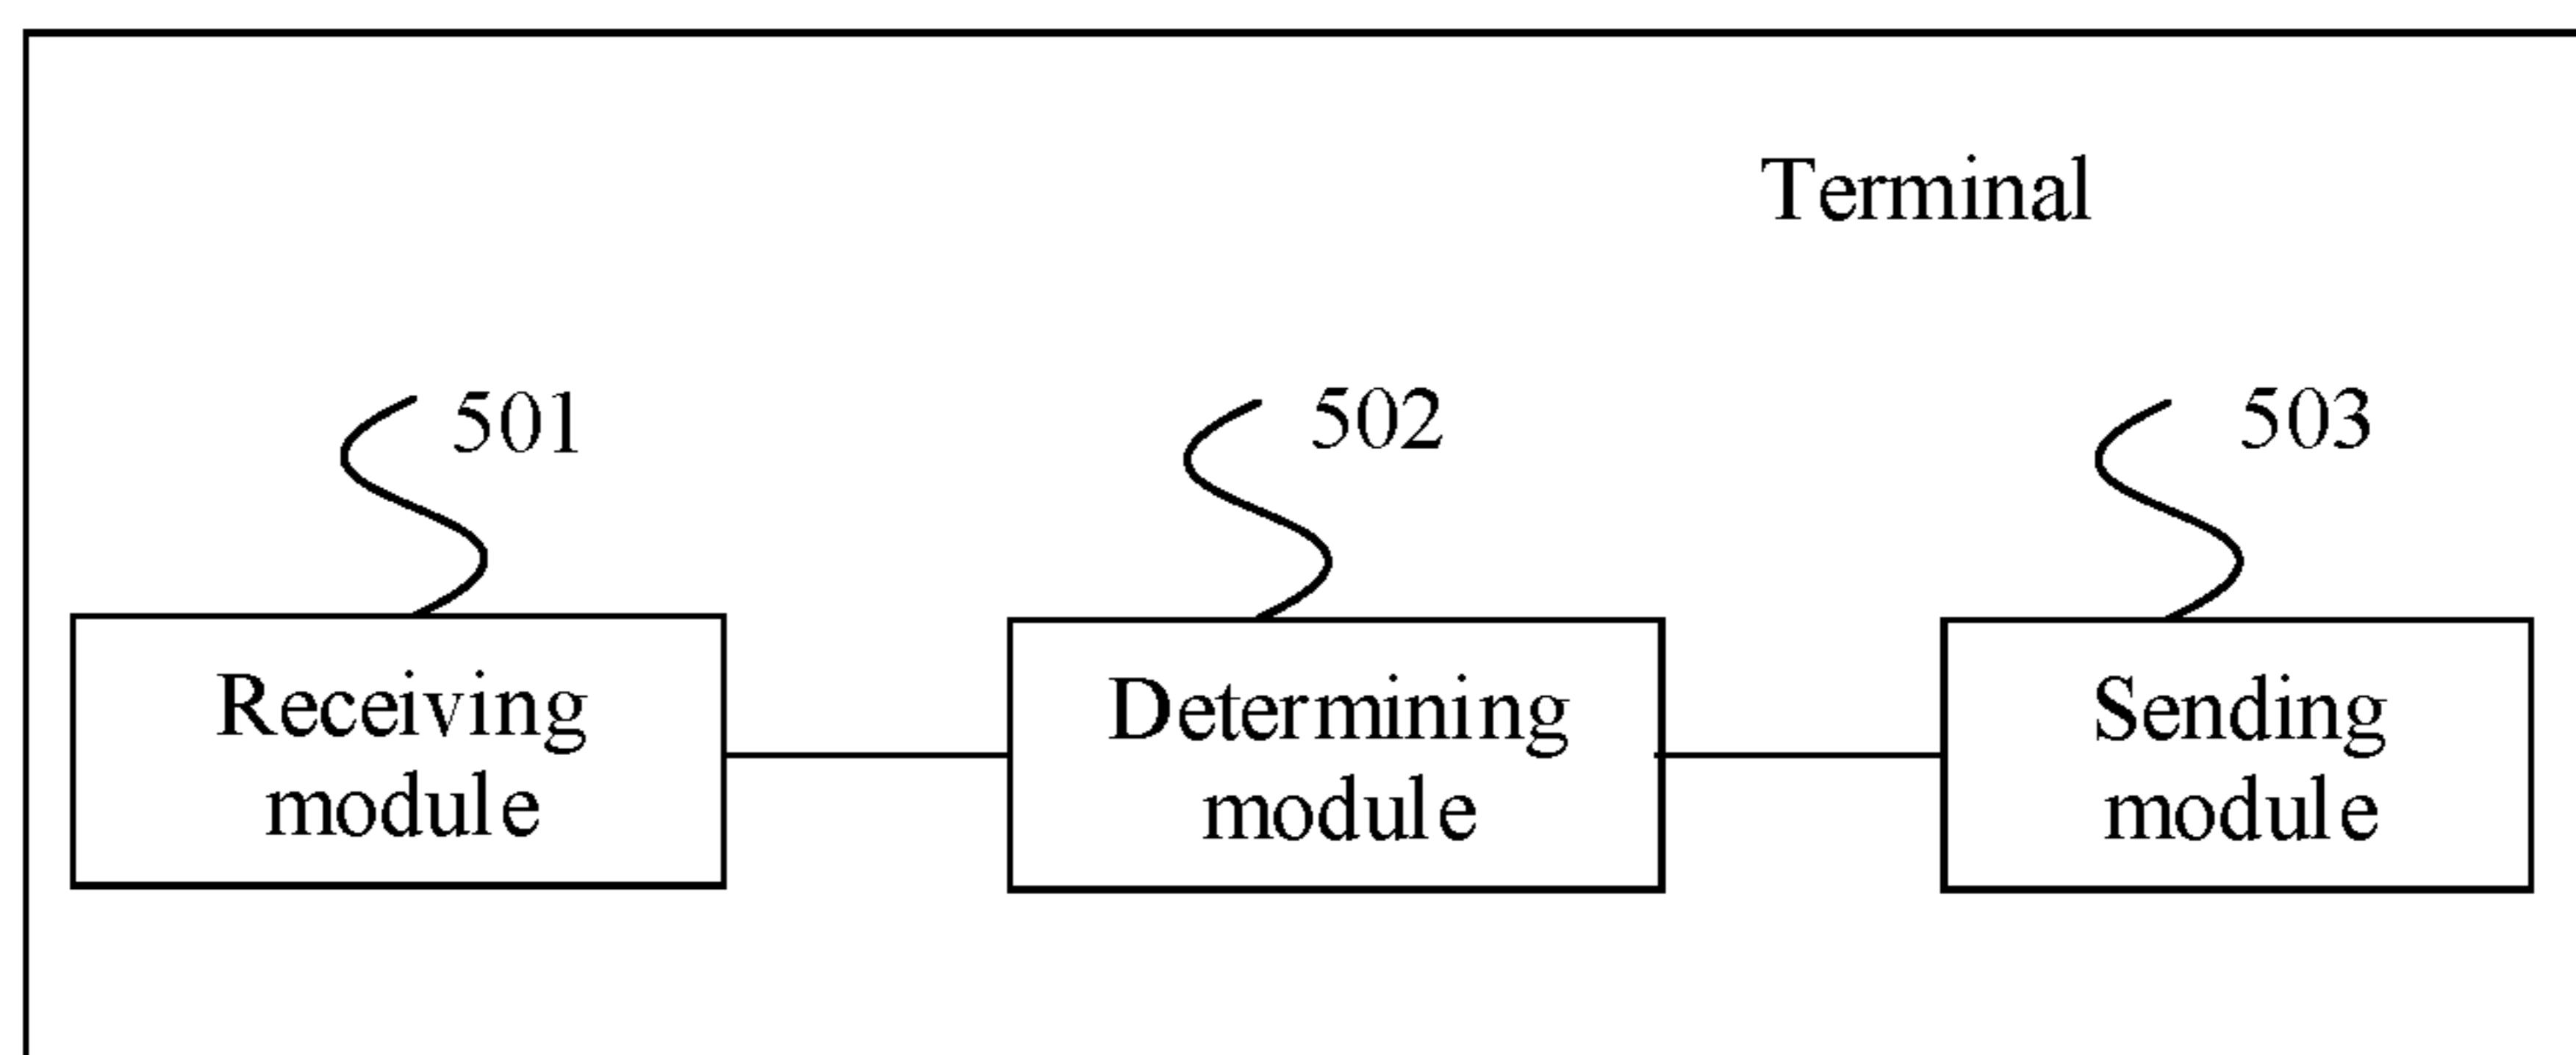 Terminal
501
502
503
Receiving
module
Determining
module
Sending
module